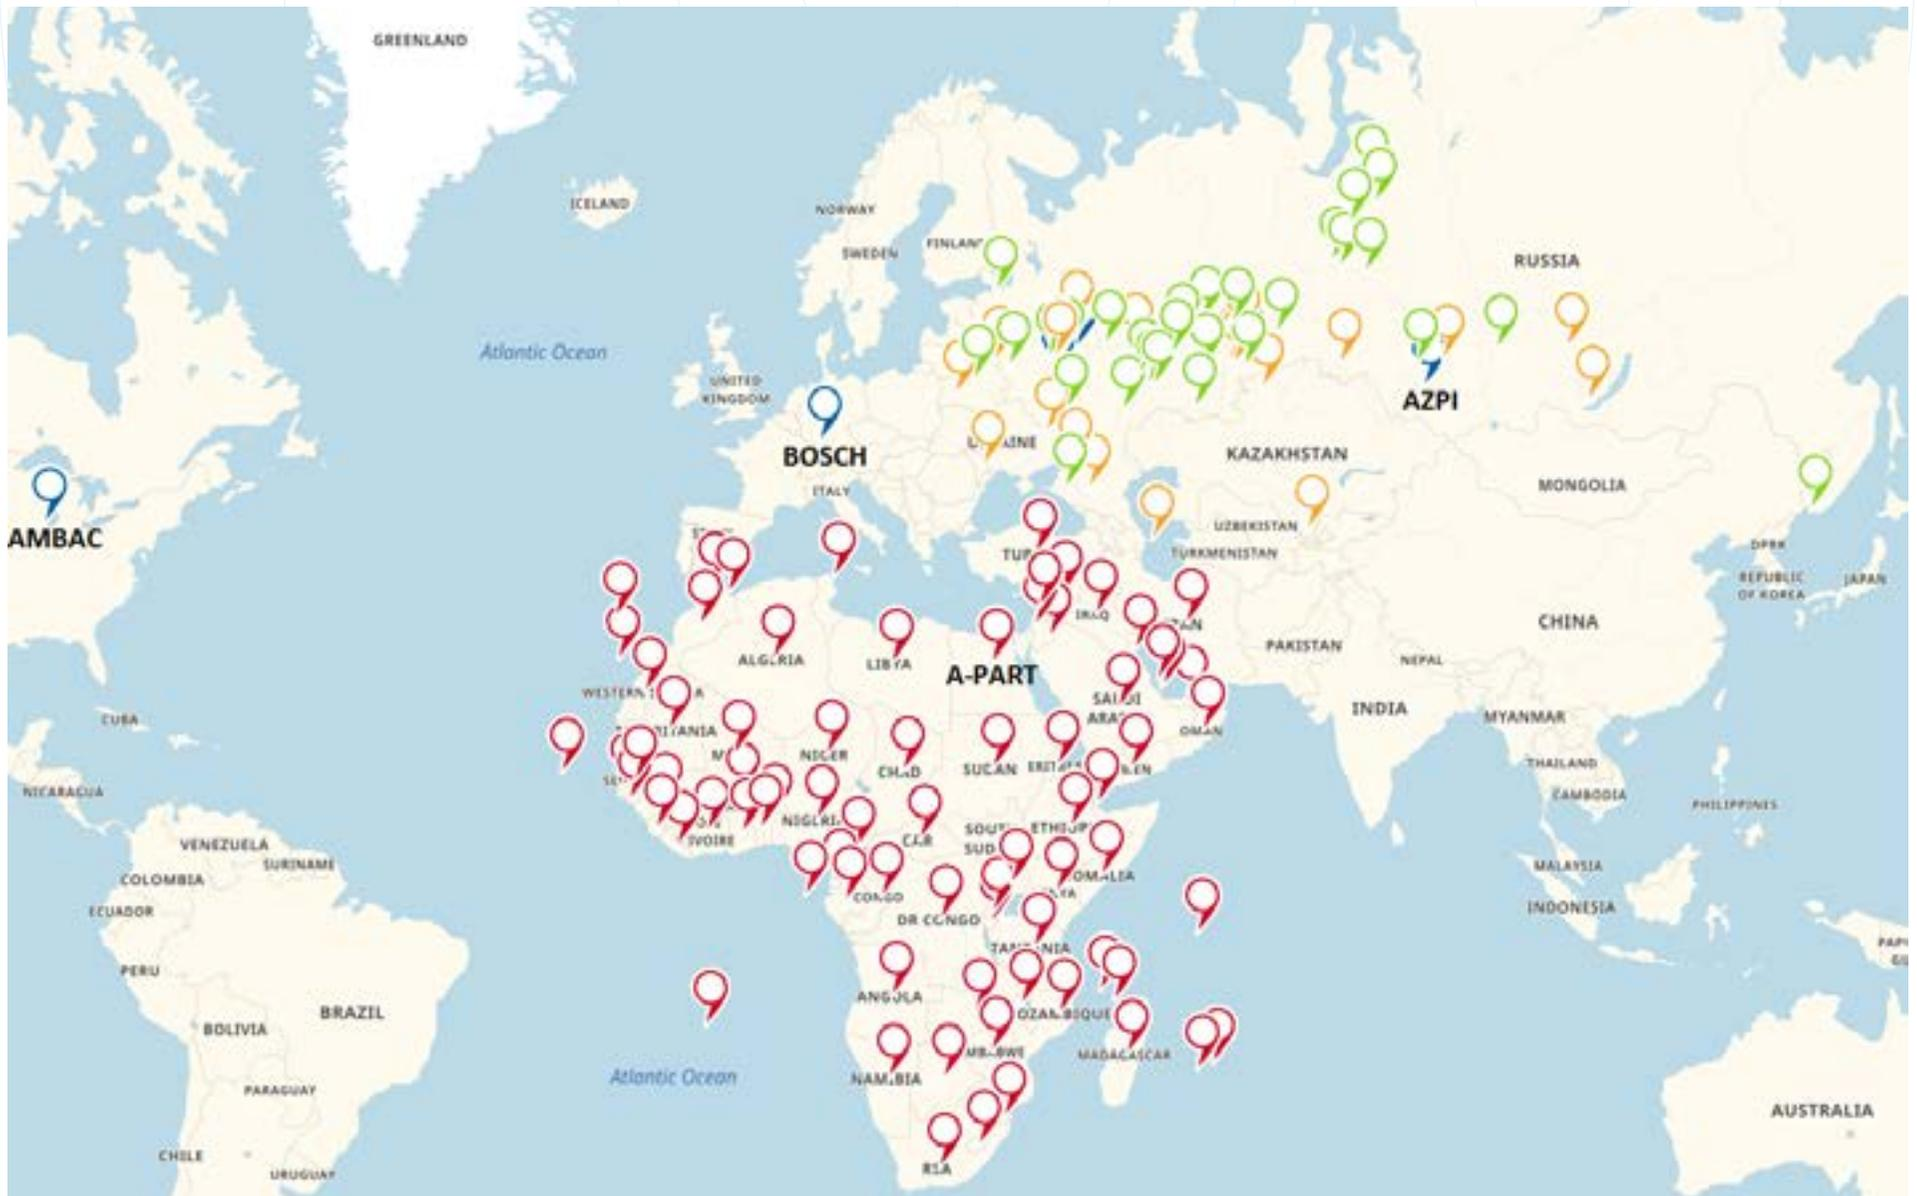 GREENLAND
ICELAND
NORWAY
SWEDEN
RUSSIA
Atlantic Ocean
UNITED
KINGDOM
AZPI
BOSCH
KAZAKHSTAN
MONGOLIA
ITALY
AMBAC
UZBEKISTAN
TURKMENISTAN
DPRK
REPUBLIC
OF KOREA
JAPAN
CHINA
PAKISTAN
NEPAL
ALGERIA
LIBYA
A-PART
WESTERN
INDIA
CUBA
MYANMAR
OMAN
NIGER
CHAD
SUDAN
THAILAND
NICARAGUA
CAMBODIA
PHILIPPINES
IVOIRE
VENEZUELA
SURINAME
COLOMBIA
MALAYSIA
CONGO
ECUADOR
DR CONGO
INDONESIA
PERU
ANGOLA
BRAZIL
BOLIVIA
MADAGASCAR
Atlantic Ocean
NAMIBIA
PARAGUAY
AUSTRALIA
CHILE
RSA
URUGUAY